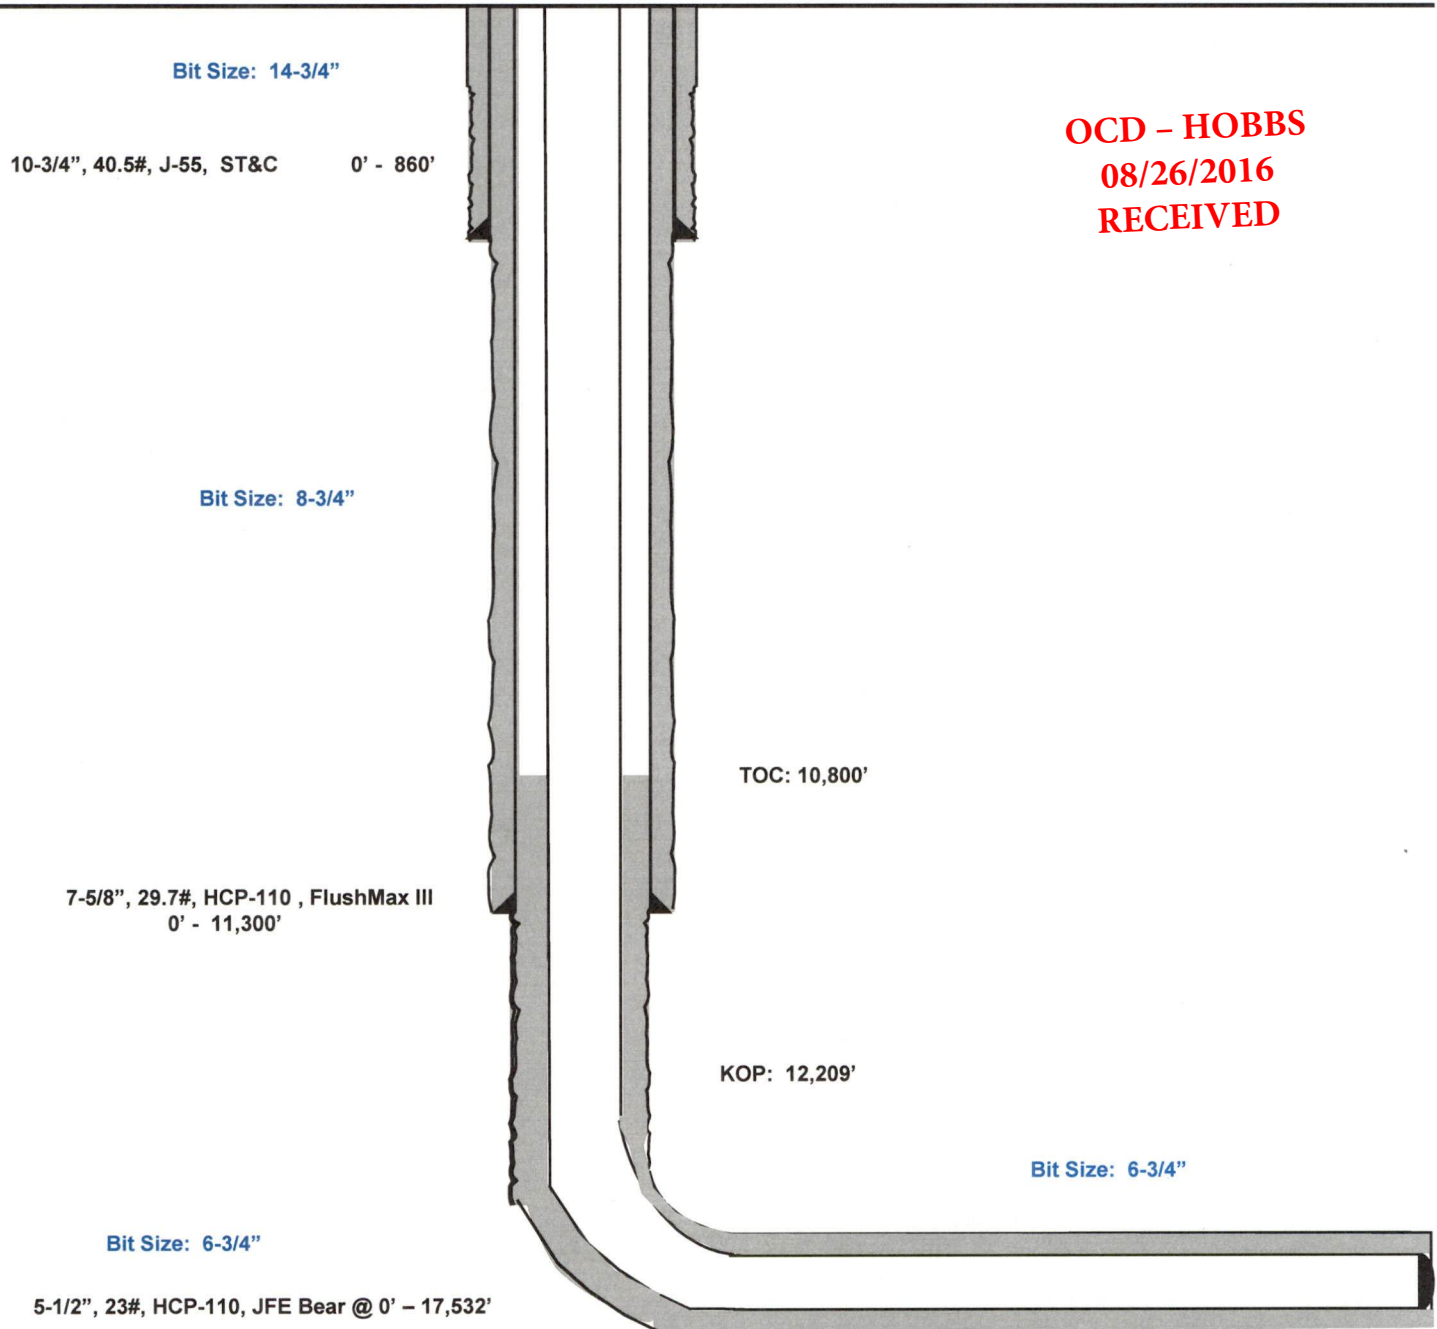 Bit Size: 14-3/4”
OCD – HOBBS
08/26/2016
RECEIVED
10-3/4”, 40.5#, J-55, ST&C 0’ - 860’
Bit Size: 8-3/4”
TOC: 10,800’
7-5/8”, 29.7#, HCP-110 , FlushMax III
0’ - 11,300’
KOP: 12,209’
Bit Size: 6-3/4”
Bit Size: 6-3/4”
5-1/2”, 23#, HCP-110, JFE Bear @ 0’ – 17,532’